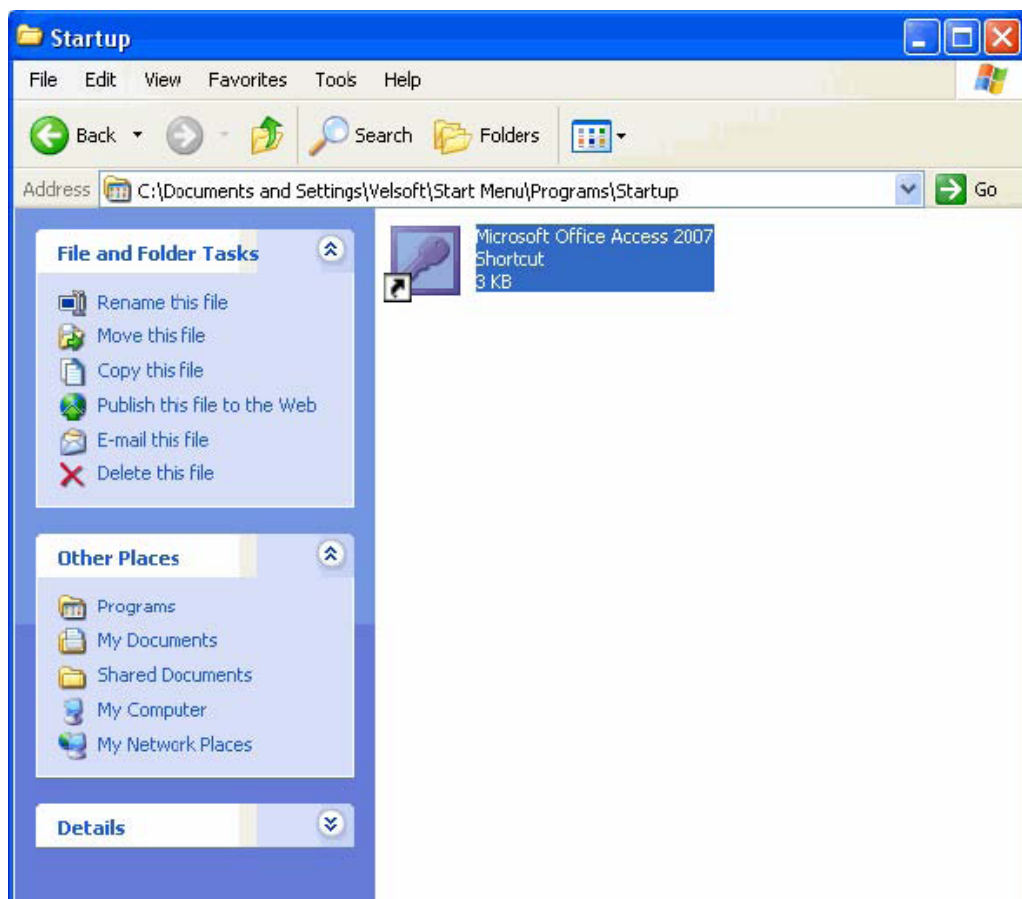 Startup
File Edit View Favorites Tools Help
Back Search Folders
Address C:\Documents and Settings\Velsoft\Start Menu\Programs\Startup Go
File and Folder Tasks
Rename this file
Move this file
Copy this file
Publish this file to the Web
E-mail this file
Delete this file
Other Places
Programs
My Documents
Shared Documents
My Computer
My Network Places
Details
Microsoft Office Access 2007
Shortcut
3 KB